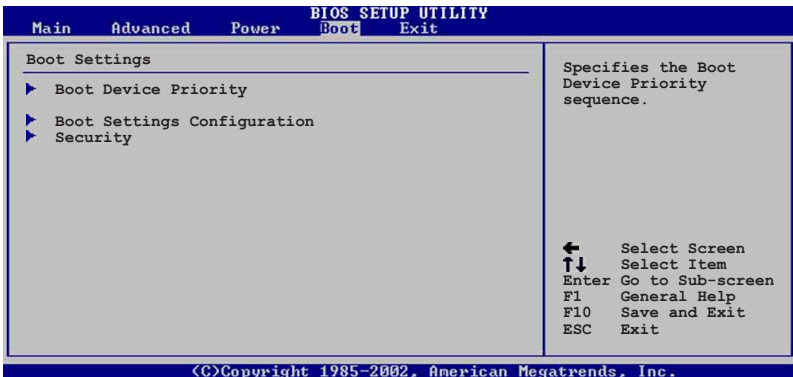 BIOS SETUP UTILITY
Main Advanced Power Boot Exit
Boot Settings
Boot Device Priority
Boot Settings Configuration
Security
Specifies the Boot
Device Priority
sequence.
← Select Screen
↑↓ Select Item
Enter Go to Sub-screen
F1 General Help
F10 Save and Exit
ESC Exit
(C)Copyright 1985-2002, American Megatrends, Inc.